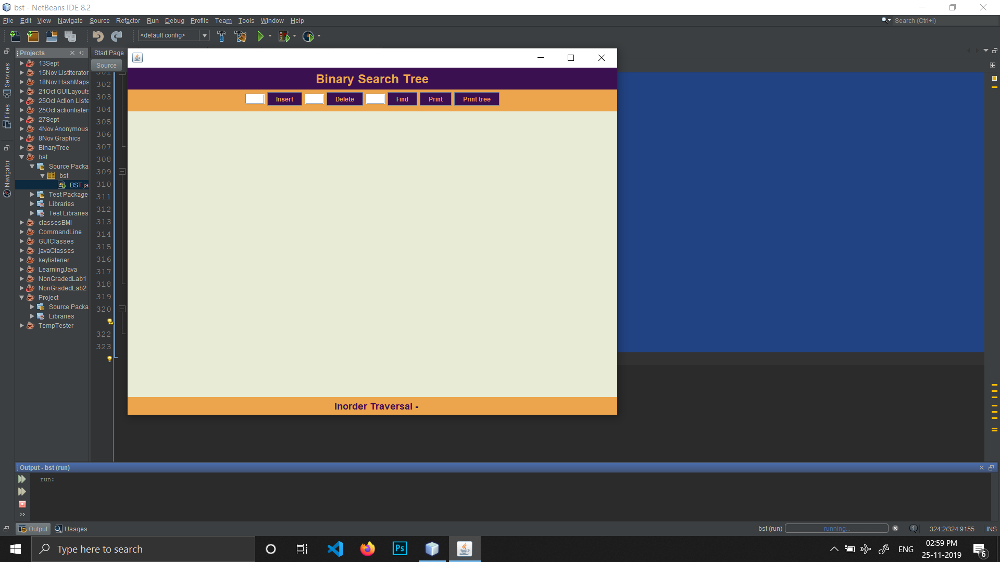 bst - NetBeans IDE 8.2
File Edit View Navigate Source Refactor Run Debug Profile Team Tools Window Help
Search (Ctrl+I)
<default config>
Projects
Start Page
Source
Services
Files
Navigator
13Sept
15Nov ListIterator
18Nov HashMaps
21Oct GUILayouts
25Oct Action Liste
25Oct actionlistener
27Sept
4Nov Anonymous
8Nov Graphics
BinaryTree
bst
Source Packa
bst
BST.ja
Test Package
Libraries
Test Libraries
classesBMI
CommandLine
GUIClasses
javaClasses
keylistener
LearningJava
NonGradedLab1
NonGradedLab2
Project
Source Packa
Libraries
TempTester
301
302
303
304
305
306
307
308
309
310
311
312
313
314
315
316
317
318
319
320
322
323
Binary Search Tree
Insert Delete Find Print Print tree
Inorder Traversal -
Output - bst (run)
run:
>>
Output Usages
bst (run) running... 1 324:2/324:9155 INS
Type here to search
Ps
ENG
02:59 PM
25-11-2019
6